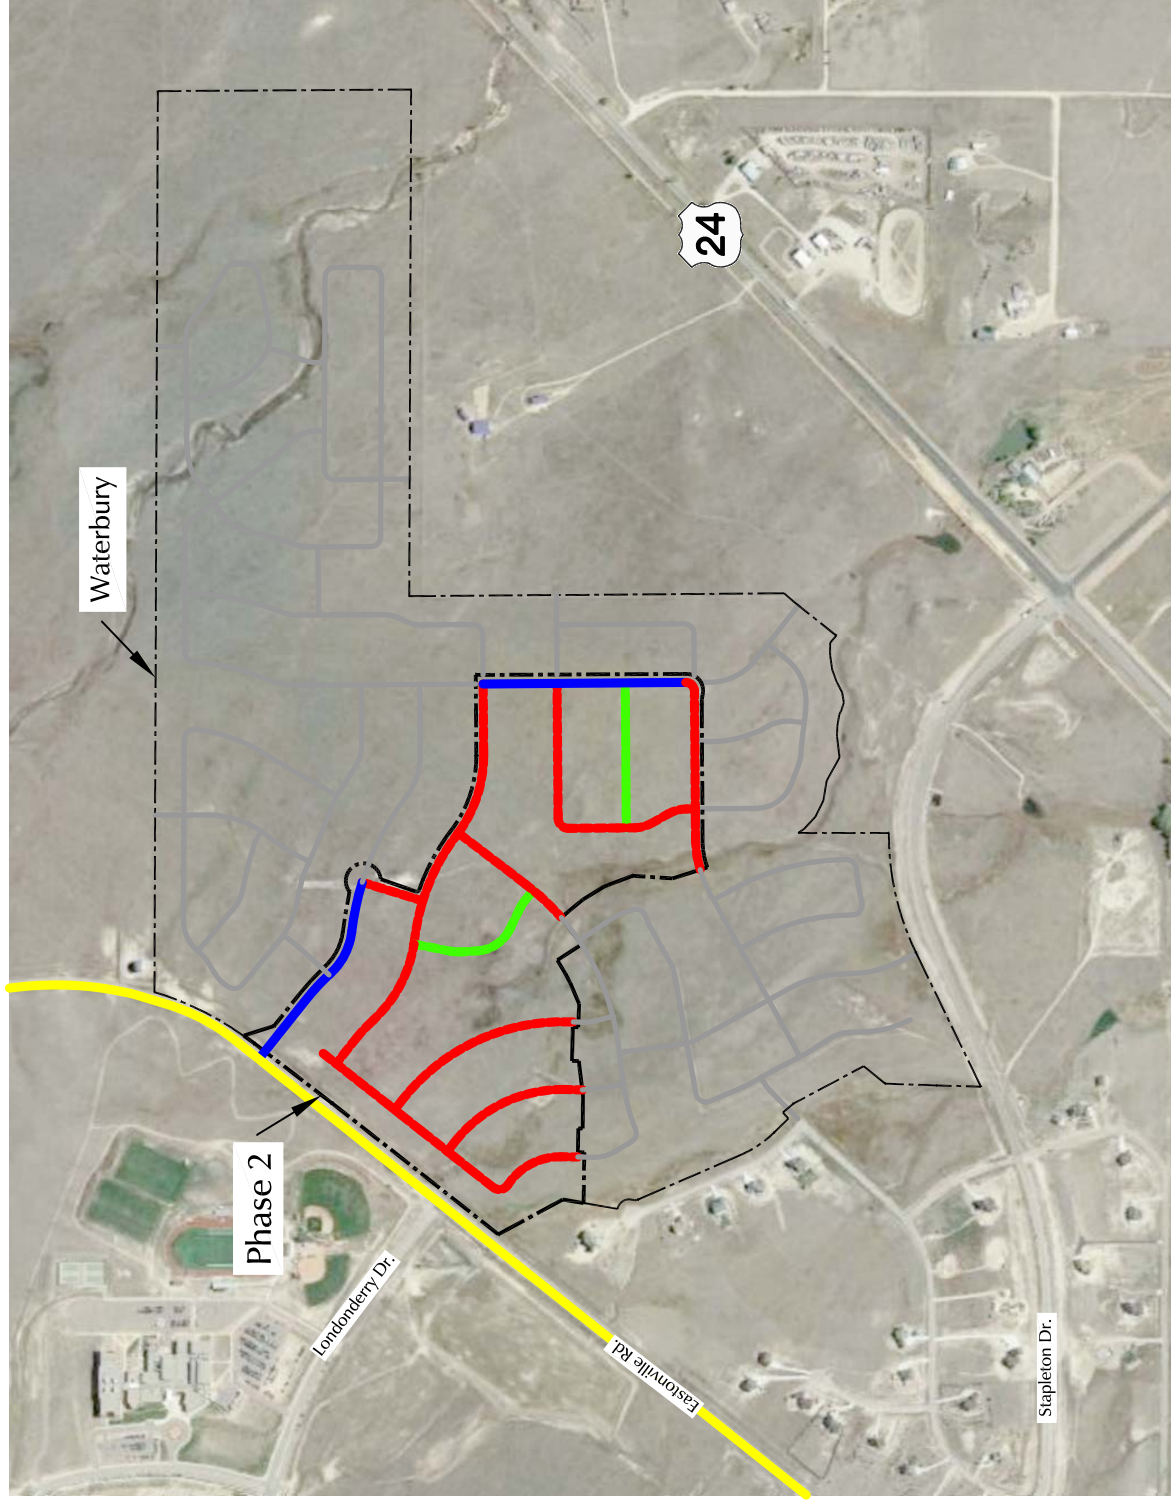 24
Waterbury
Phase 2
Londonderry Dr.
Eastonville Rd.
Stapleton Dr.